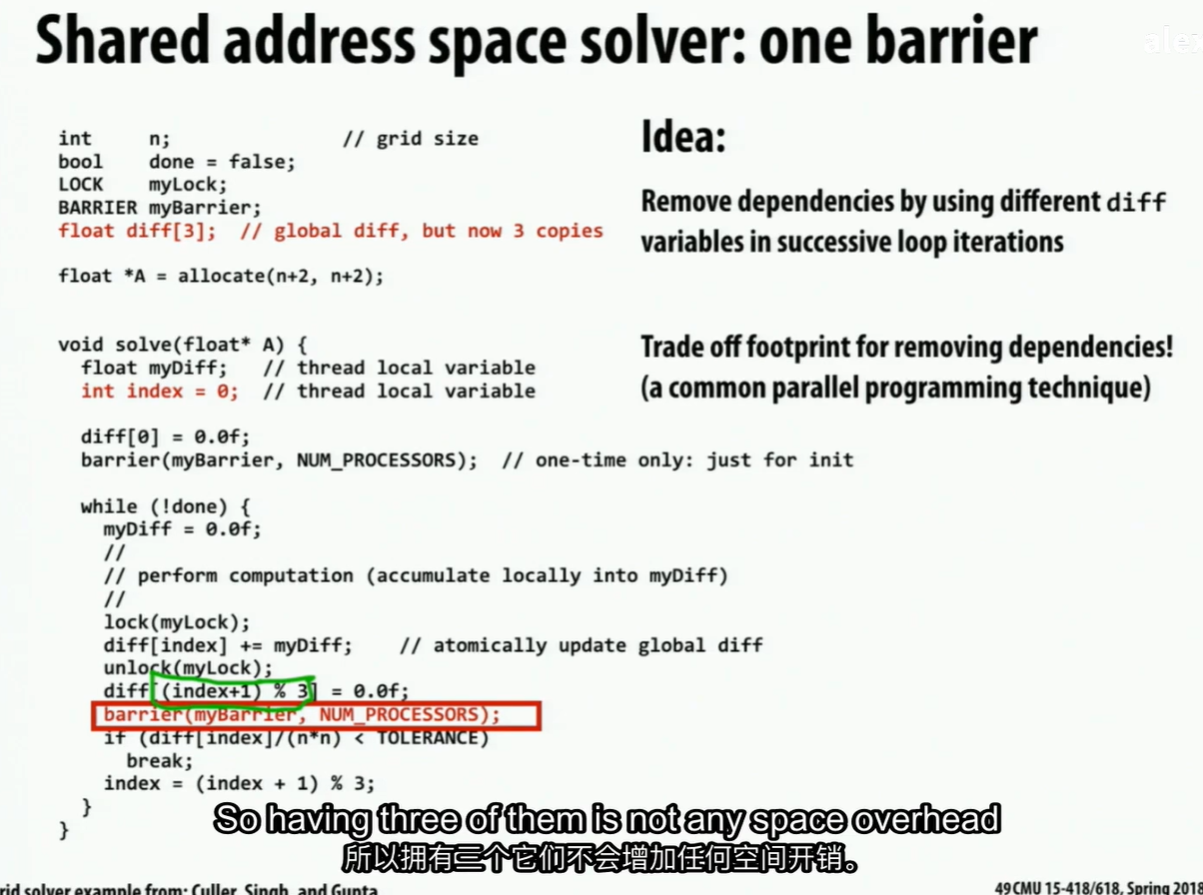 Shared address space solver: one barrier
int n; // grid size
bool done = false;
LOCK myLock;
BARRIER myBarrier;
float diff[3]; // global diff, but now 3 copies
float *A = allocate(n+2, n+2);
void solve(float* A) {
float myDiff; // thread local variable
int index = 0; // thread local variable
diff[0] = 0.0f;
barrier(myBarrier, NUM_PROCESSORS); // one-time only: just for init
while (!done) {
myDiff = 0.0f;
//
// perform computation (accumulate locally into myDiff)
//
lock(myLock);
diff[index] += myDiff; // atomically update global diff
unlock(myLock);
diff[(index+1) % 3] = 0.0f;
barrier(myBarrier, NUM_PROCESSORS);
if (diff[index]/(n*n) < TOLERANCE)
break;
index = (index + 1) % 3;
}
}
Idea:
Remove dependencies by using different diff
variables in successive loop iterations
Trade off footprint for removing dependencies!
(a common parallel programming technique)
So having three of them is not any space overhead
所以拥有三个它们不会增加任何空间开销。
solver example from: Culler, Singh, and Gupta
49 CMU 15-418/618, Spring 2018